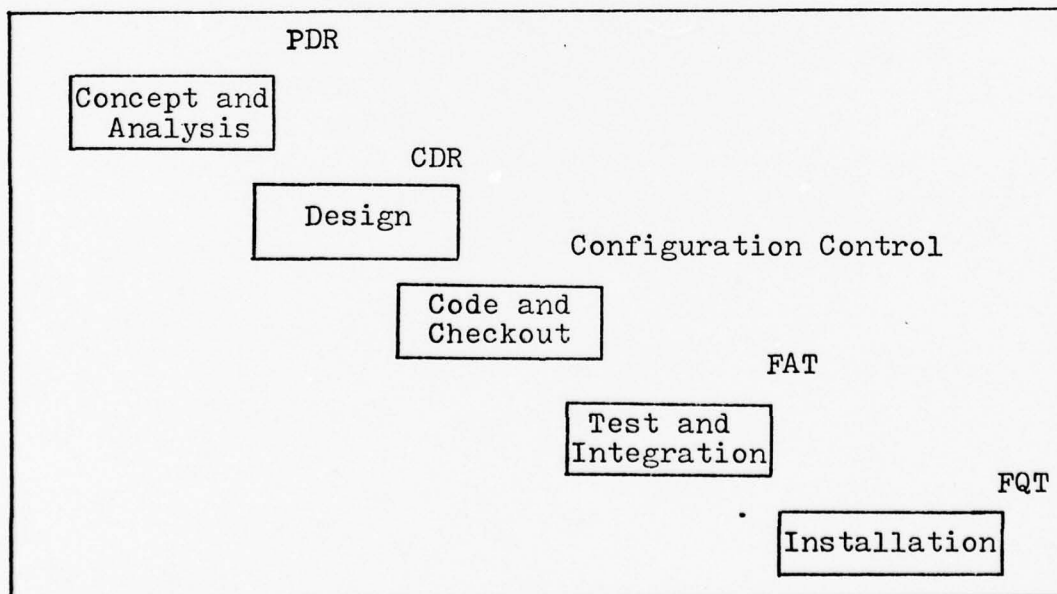 PDR
Concept and
Analysis
CDR
Design
Configuration Control
Code and
Checkout
FAT
Test and
Integration
FQT
Installation